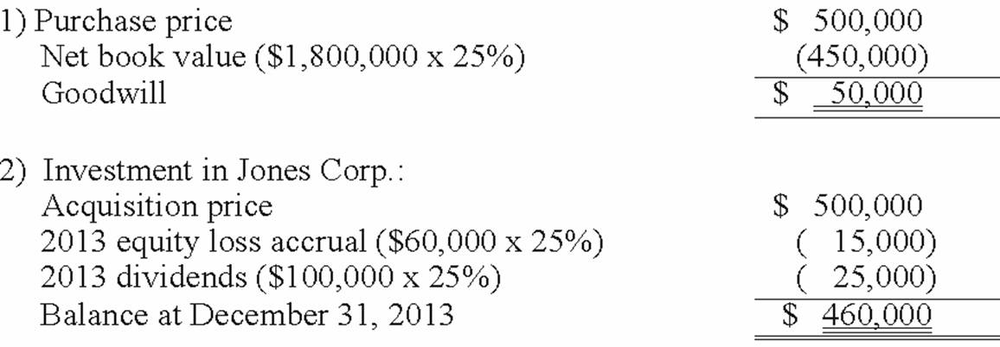 1) Purchase price $ 500,000
Net book value ($1,800,000 x 25%) (450,000)
Goodwill $ 50,000
2) Investment in Jones Corp.:
Acquisition price $ 500,000
2013 equity loss accrual ($60,000 x 25%) ( 15,000)
2013 dividends ($100,000 x 25%) ( 25,000)
Balance at December 31, 2013 $ 460,000